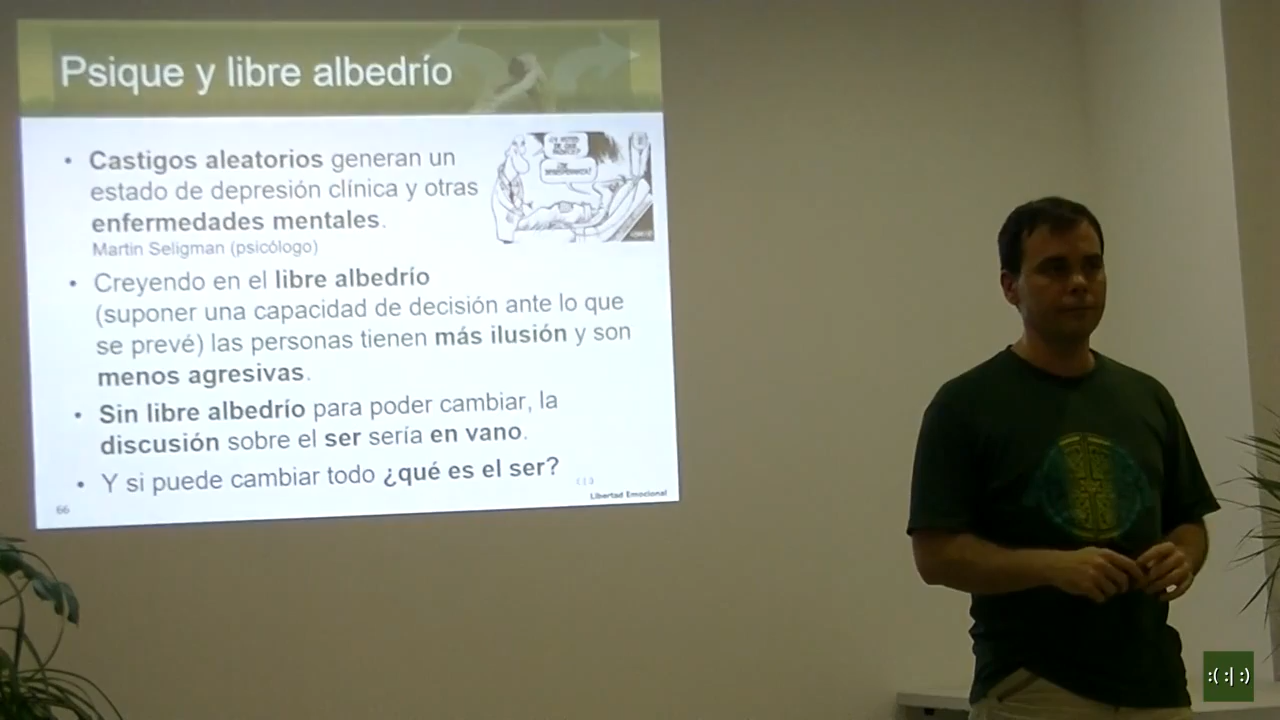 Psique y libre albedrío
• Castigos aleatorios generan un
estado de depresión clínica y otras
enfermedades mentales.
Martin Seligman (psicólogo)
• Creyendo en el libre albedrío
(suponer una capacidad de decisión ante lo que
se prevé) las personas tienen más ilusión y son
menos agresivas.
• Sin libre albedrío para poder cambiar, la
discusión sobre el ser sería en vano.
• Y si puede cambiar todo ¿qué es el ser?
66
Libertad Emocional
:( :| :)